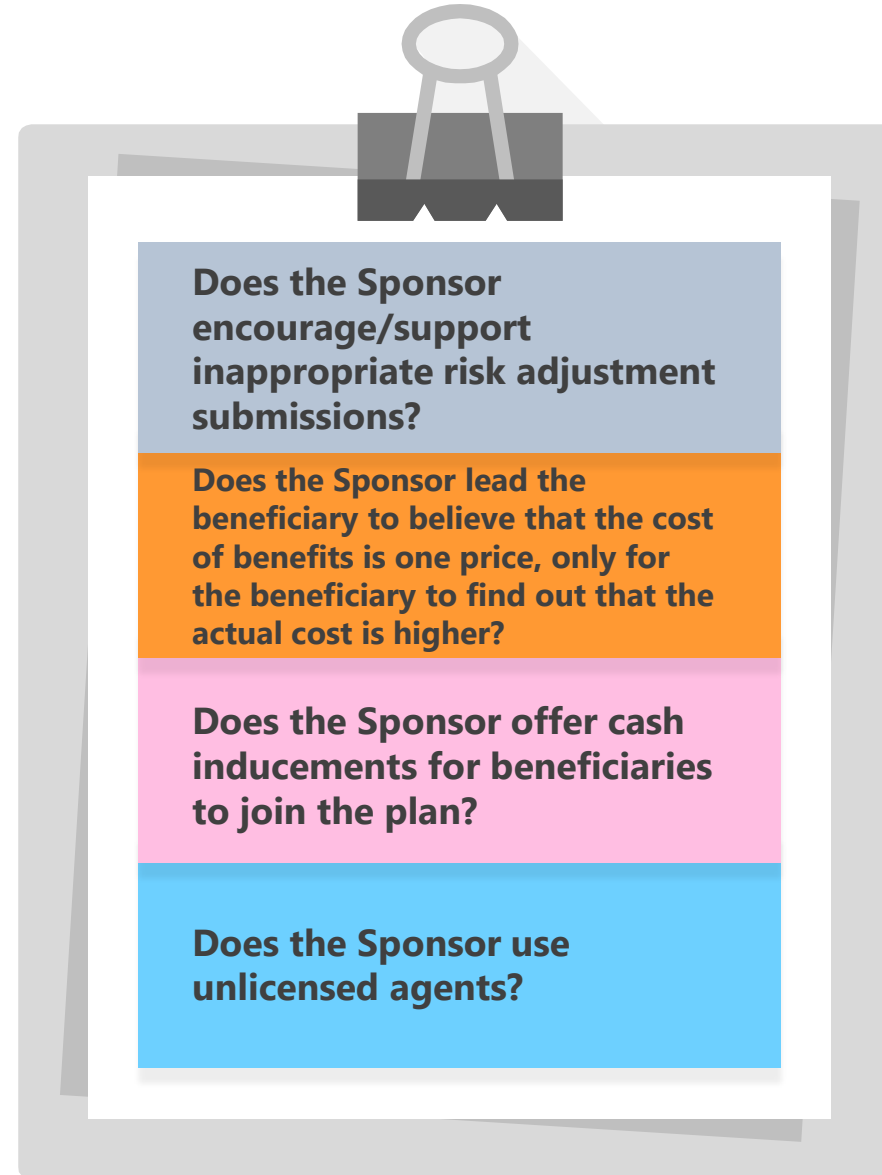 Does the Sponsor
encourage/support
inappropriate risk adjustment
submissions?
Does the Sponsor lead the
beneficiary to believe that the cost
of benefits is one price, only for
the beneficiary to find out that the
actual cost is higher?
Does the Sponsor offer cash
inducements for beneficiaries
to join the plan?
Does the Sponsor use
unlicensed agents?